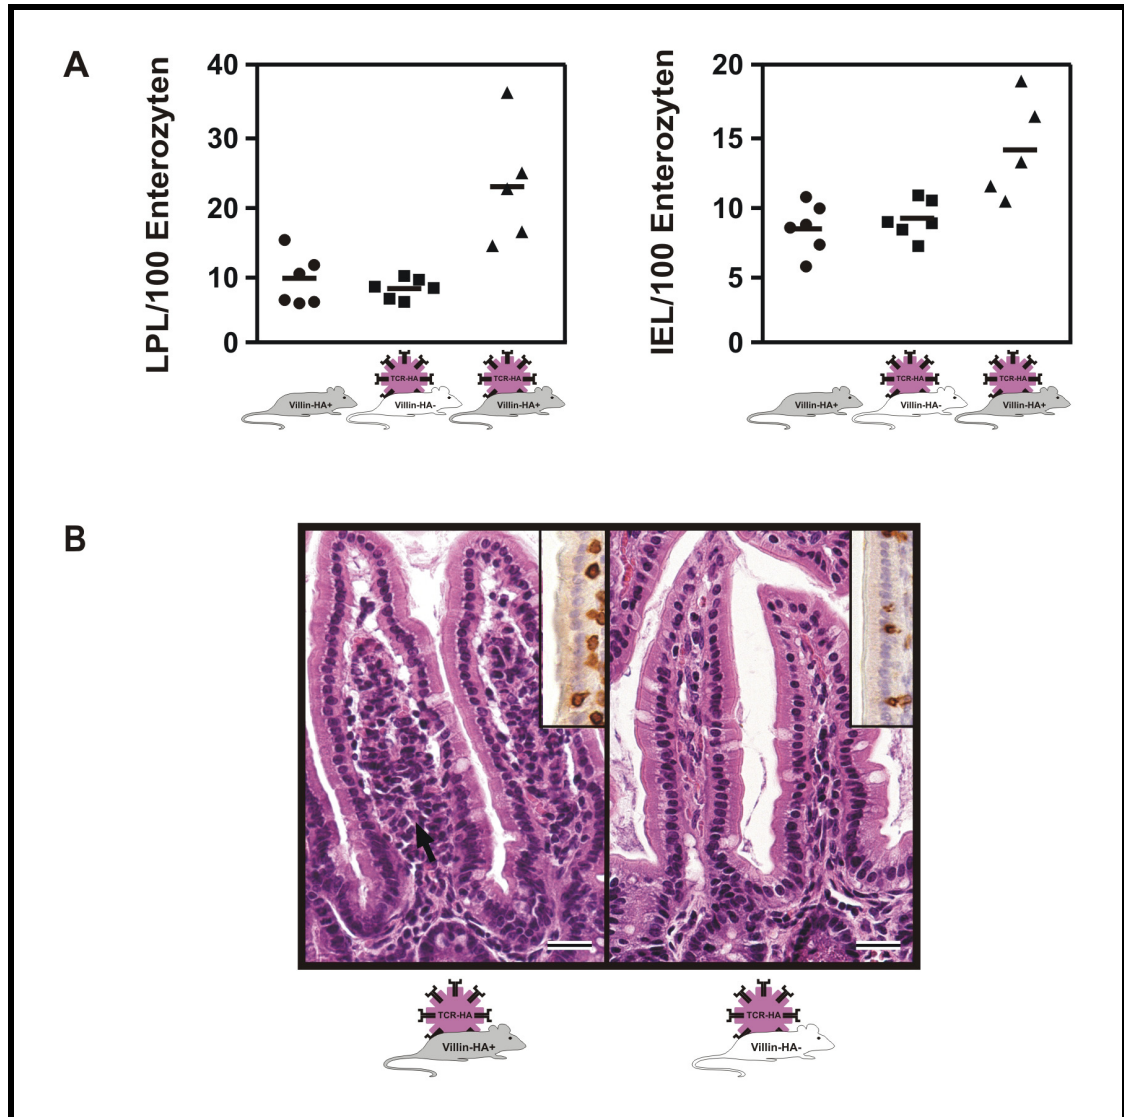 A
LPL/100 Enterozyten
40
30
20
10
0
TCR-HA
TCR-HA
Villin-HA+
Villin-HA-
Villin-HA+
IEL/100 Enterozyten
20
15
10
5
0
TCR-HA
TCR-HA
Villin-HA+
Villin-HA-
Villin-HA+
B
TCR-HA
Villin-HA+
TCR-HA
Villin-HA-